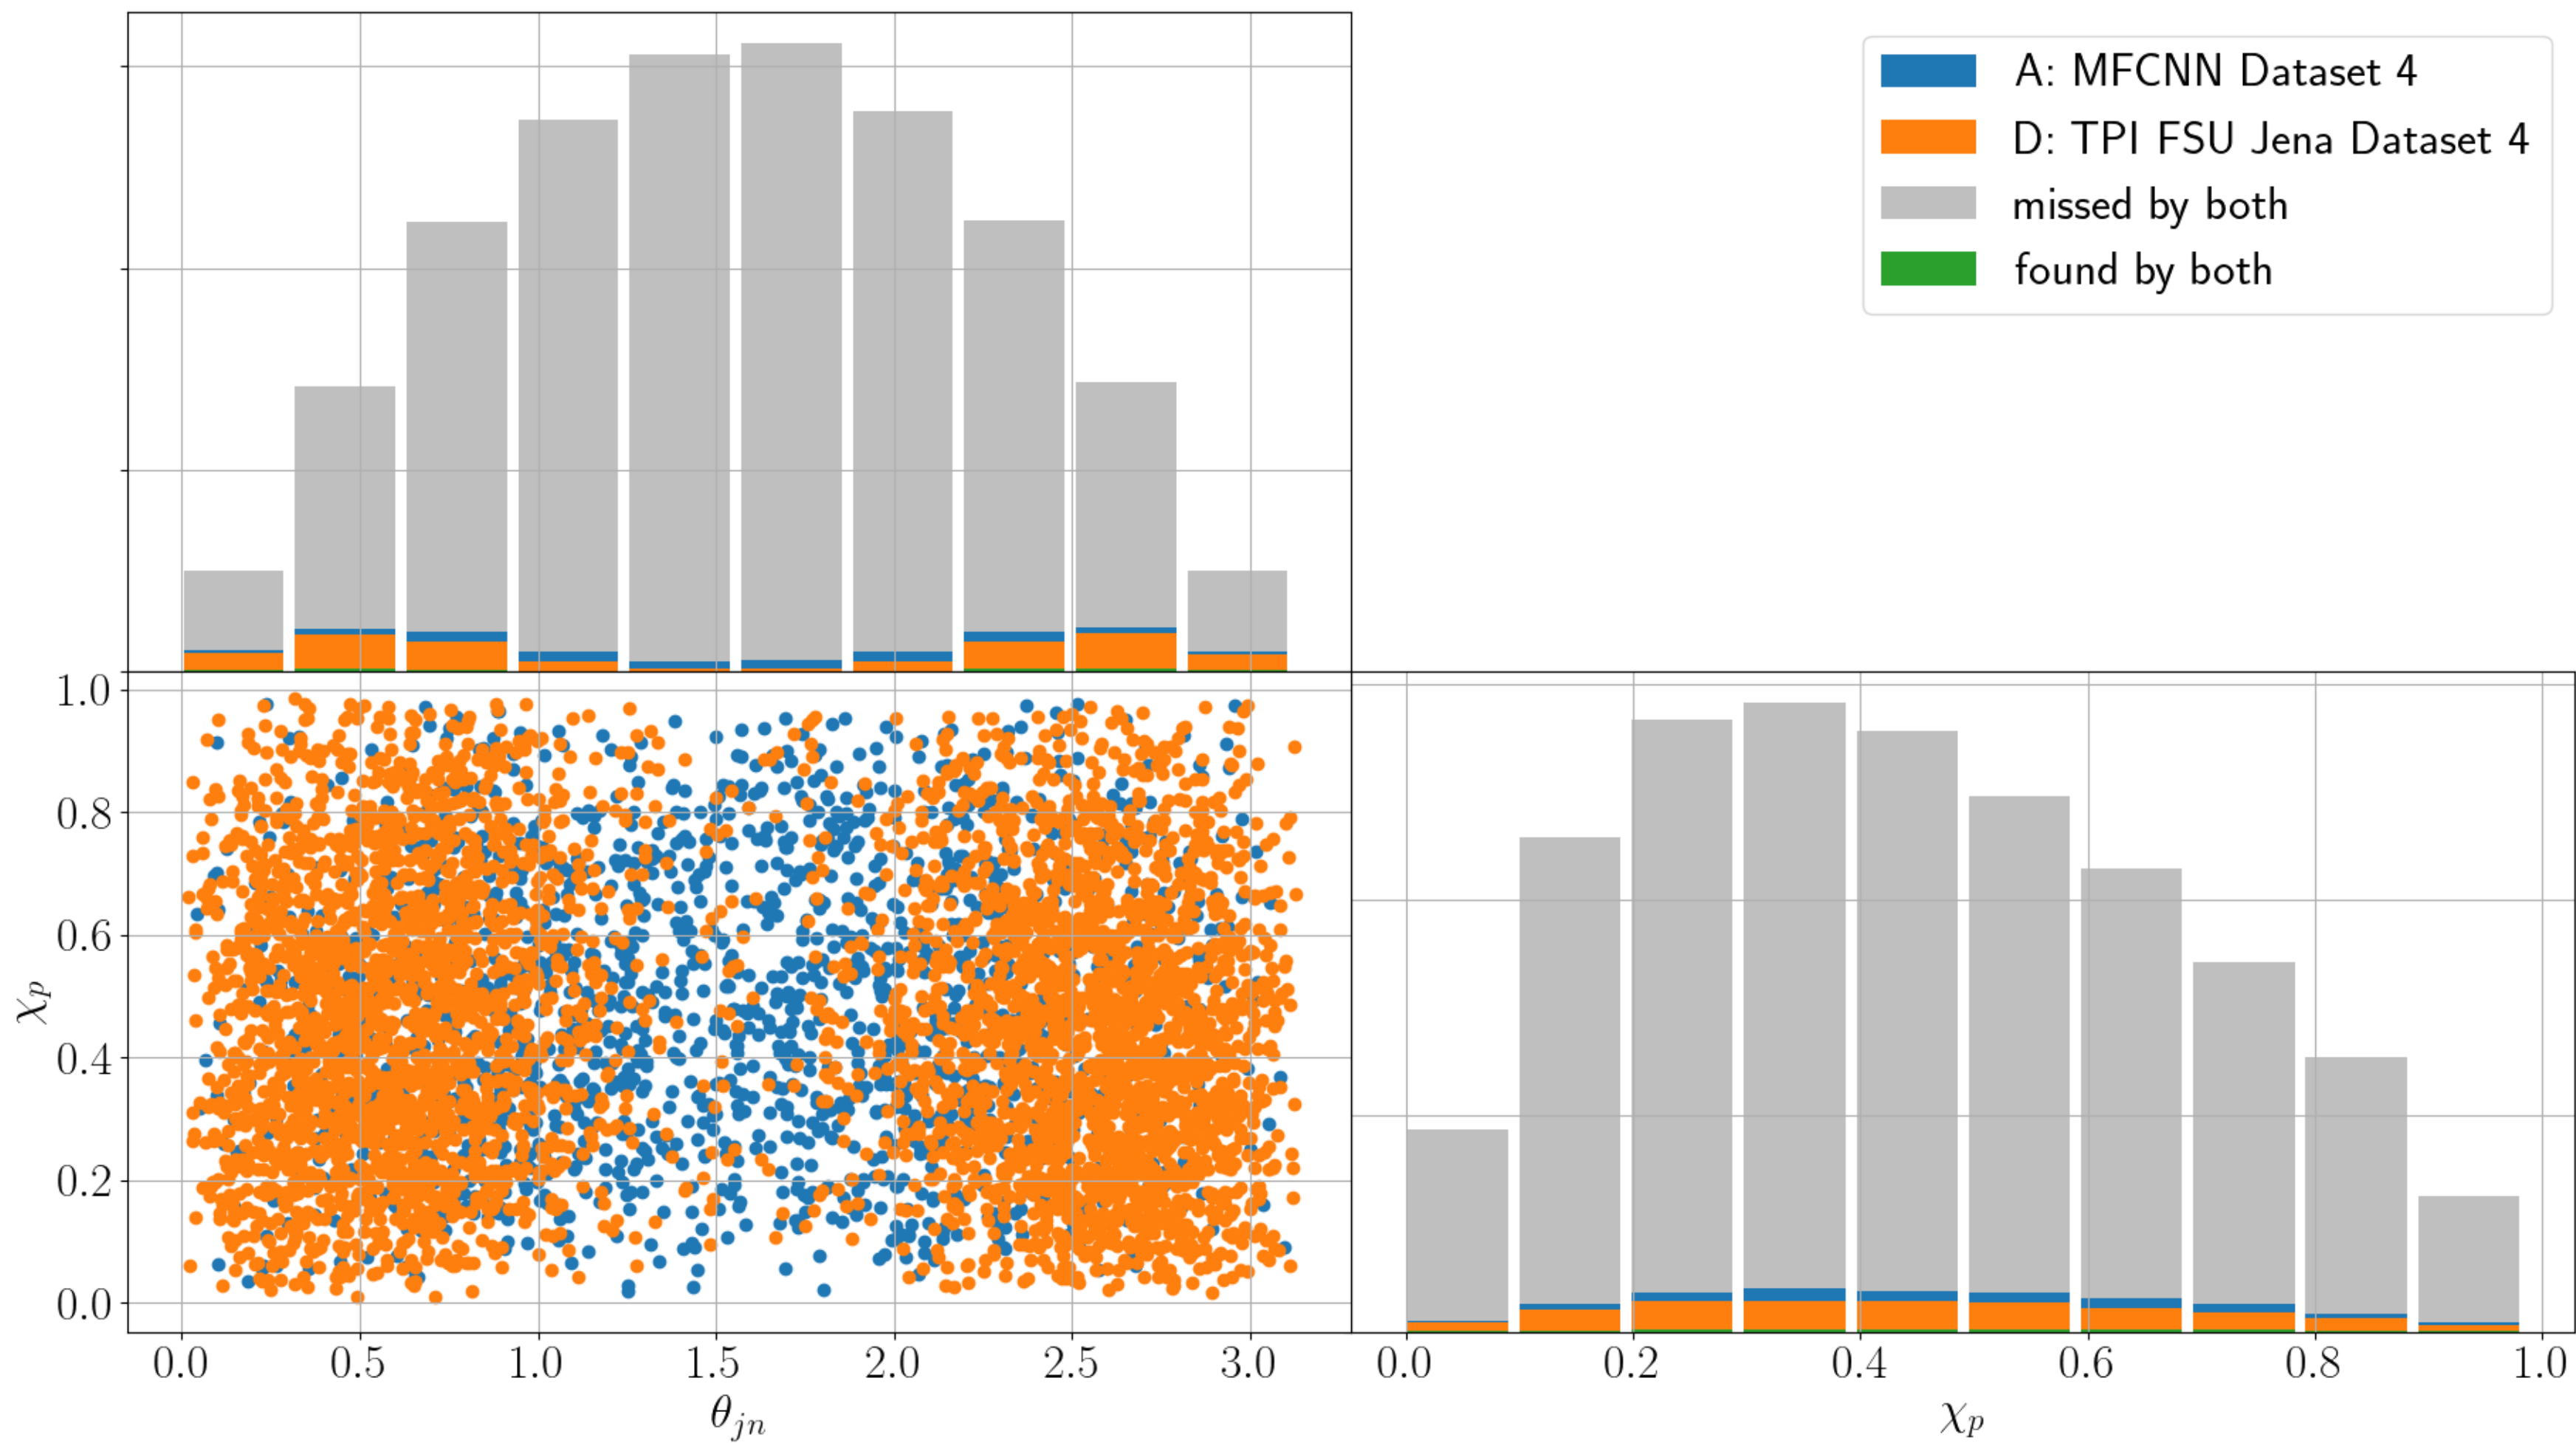 A: MFCNN Dataset 4
D: TPI FSU Jena Dataset 4
missed by both
found by both
1.0
0.8
0.6
0.4
0.2
0.0
χp
0.0 0.5 1.0 1.5 2.0 2.5 3.0
θjn
0.0 0.2 0.4 0.6 0.8 1.0
χp